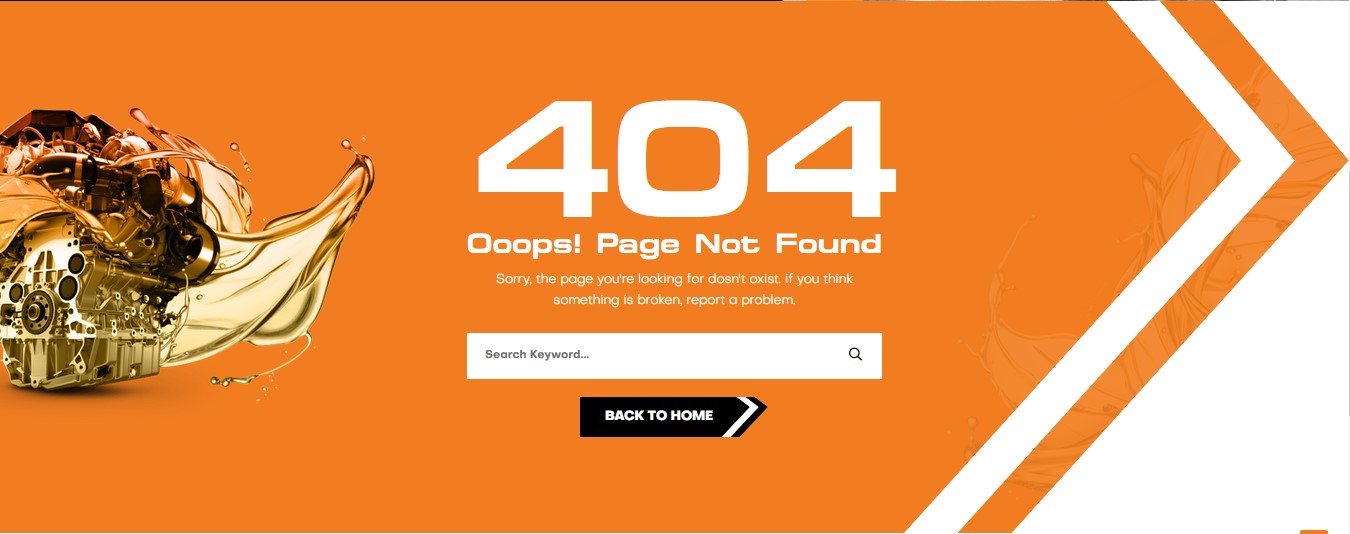 404
Ooops! Page Not Found
Sorry, the page you're looking for dosn't oxist. if you think
something is broken, report a problem.
Search Keyword...
BACK TO HOME